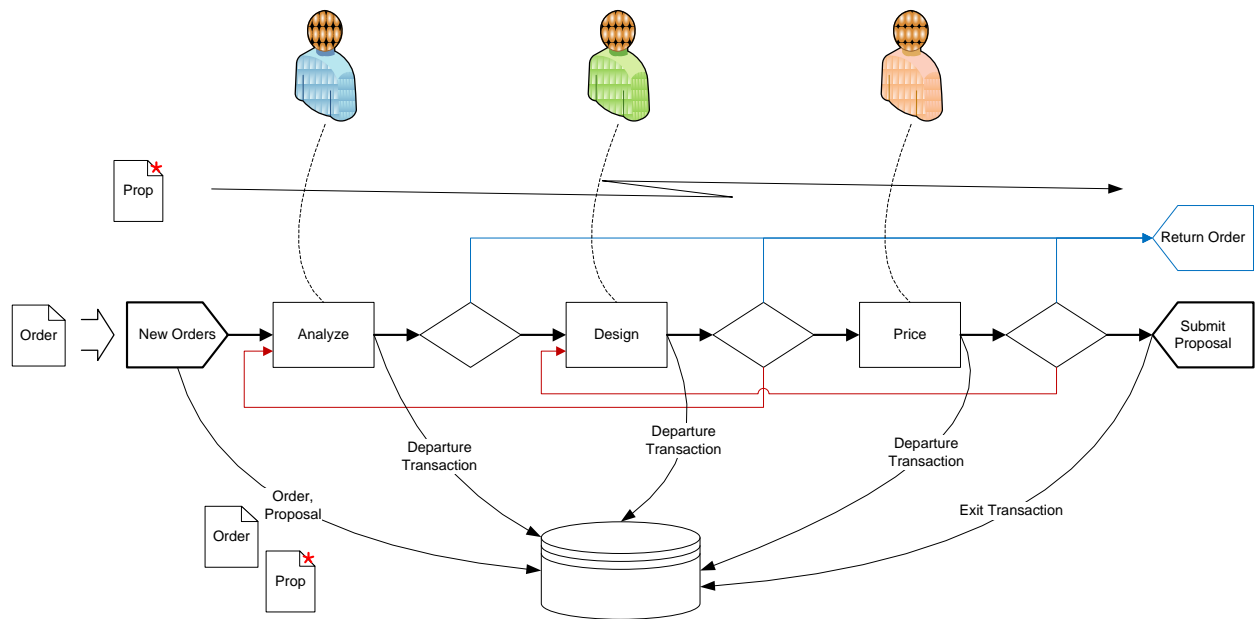 Prop
Return Order
Order
New Orders
Analyze
Design
Price
Submit
Proposal
Departure
Transaction
Departure
Transaction
Departure
Transaction
Order,
Proposal
Exit Transaction
Order
Prop